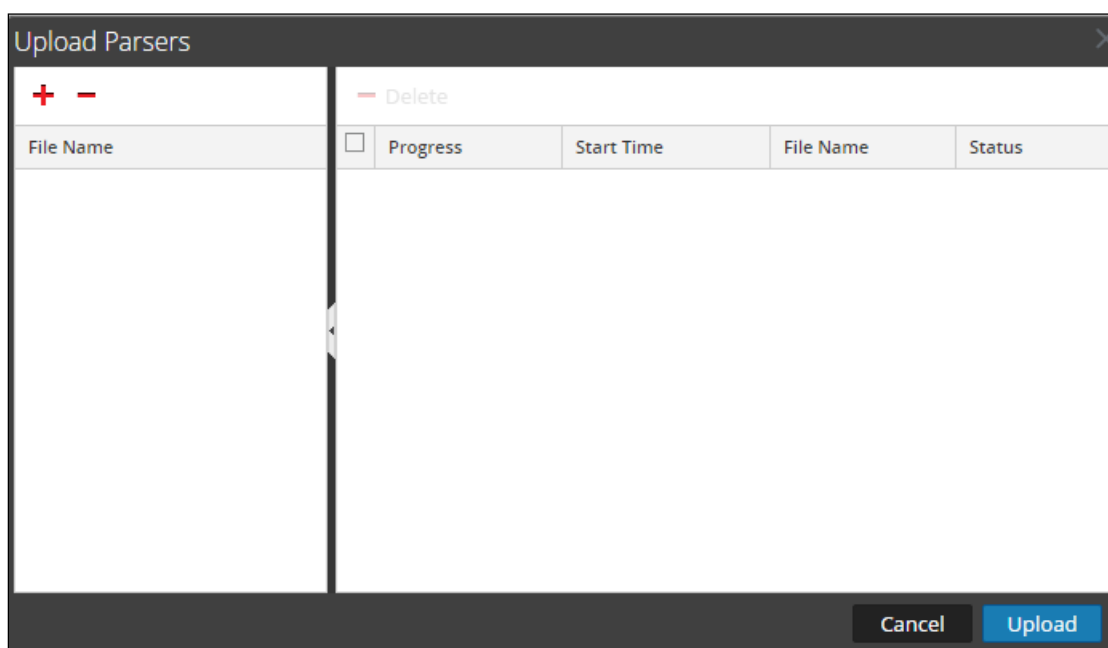 Upload Parsers
Delete
File Name
Progress Start Time File Name Status
Cancel Upload